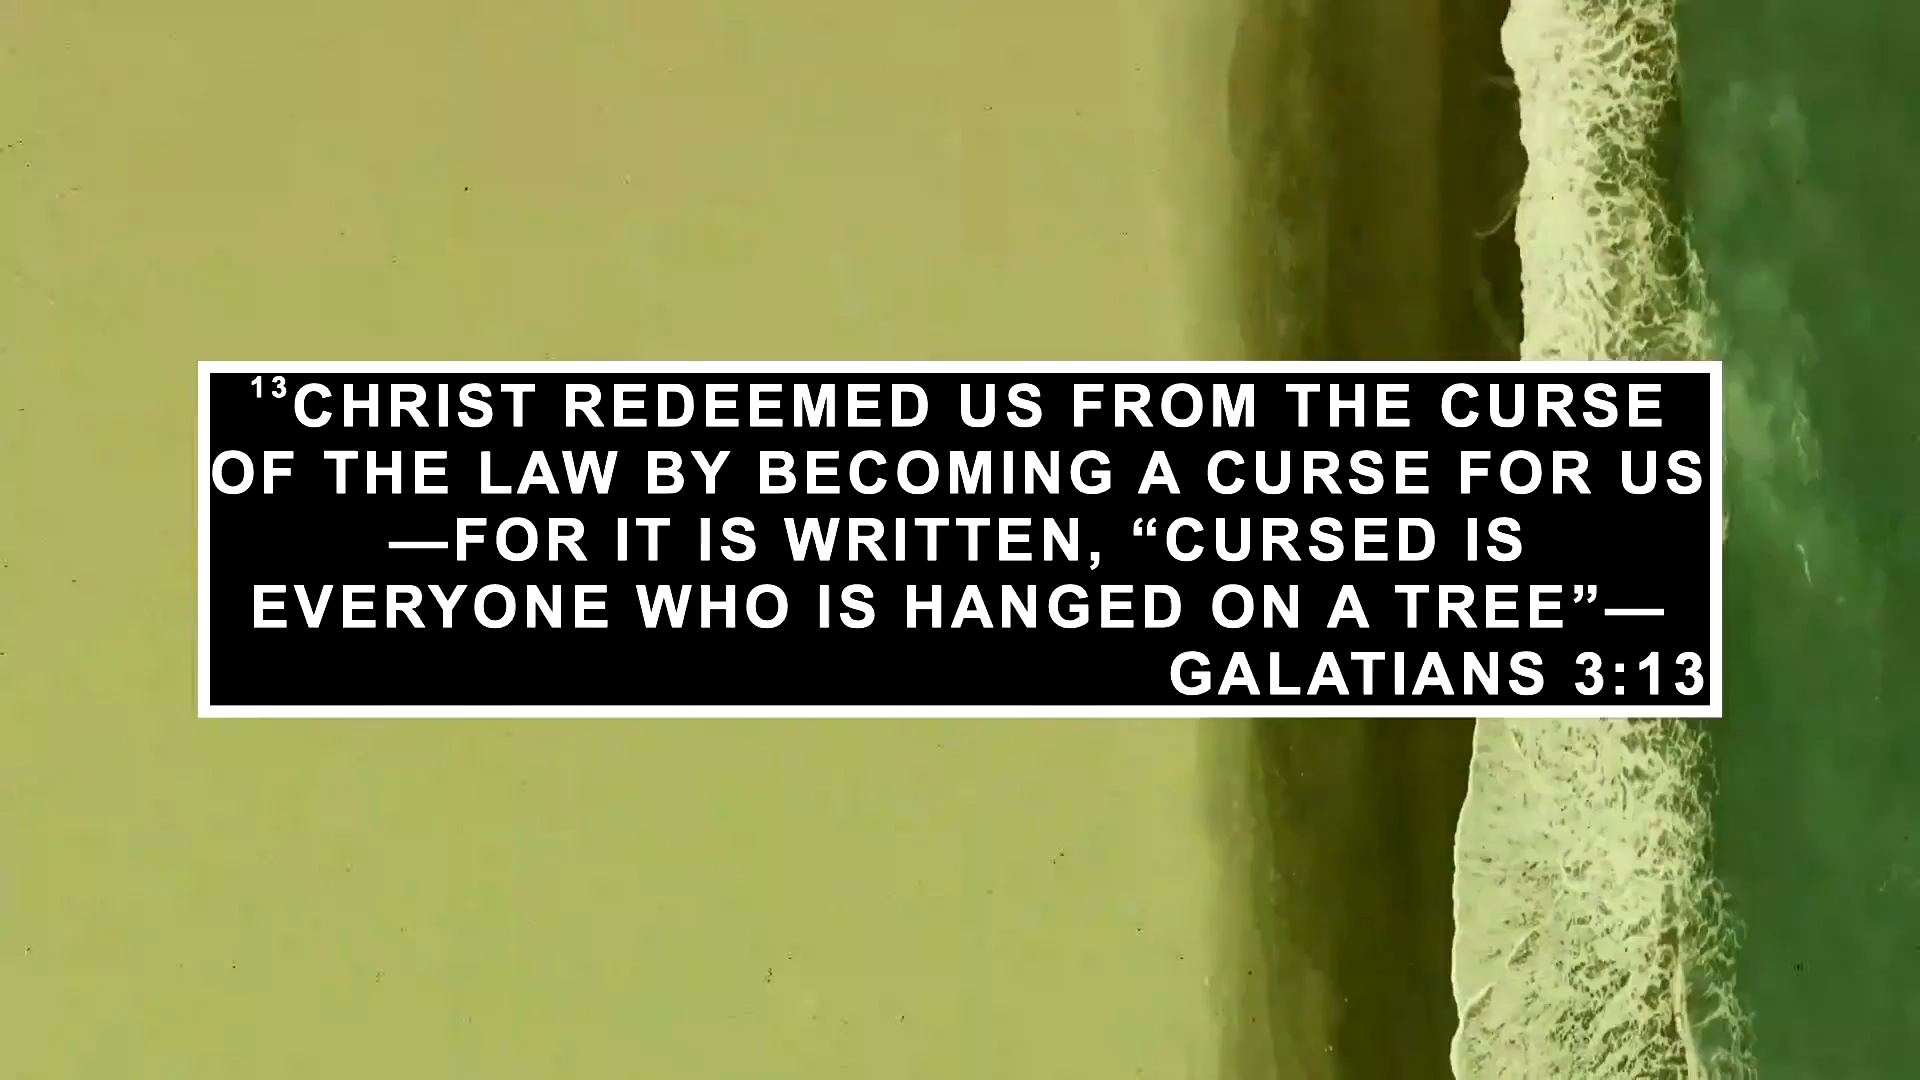 ¹³CHRIST REDEEMED US FROM THE CURSE
OF THE LAW BY BECOMING A CURSE FOR US
—FOR IT IS WRITTEN, “CURSED IS
EVERYONE WHO IS HANGED ON A TREE”—
GALATIANS 3:13